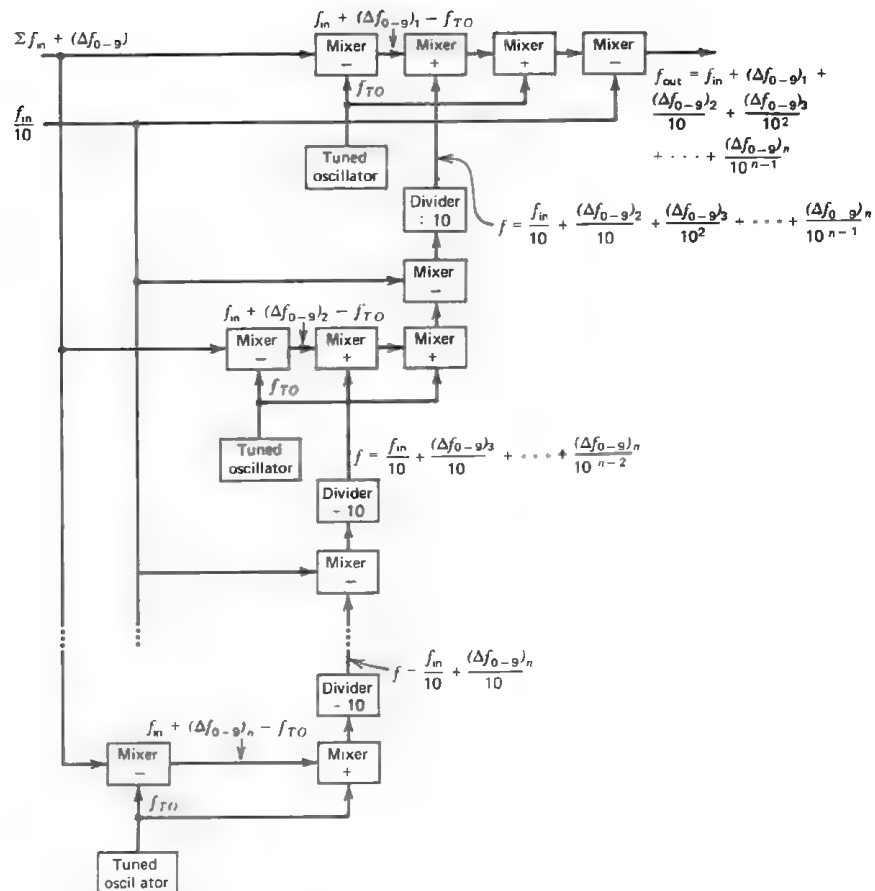 f_in + (Δf_0–9)_1 − f_TO
Σf_in + (Δf_0–9)
Mixer
−
Mixer
+
Mixer
+
Mixer
−
f_TO
f_out = f_in + (Δf_0–9)_1 +
(Δf_0–9)_2/10 + (Δf_0–9)_3/10^2
+ · · · + (Δf_0–9)_n/10^n−1
f_in/10
Tuned
oscillator
Divider
: 10
f = f_in/10 + (Δf_0–9)_2/10 + (Δf_0–9)_3/10^2 + · · · + (Δf_0–9)_n/10^n−1
Mixer
−
f_in + (Δf_0–9)_2 − f_TO
Mixer
−
Mixer
+
Mixer
+
f_TO
Tuned
oscillator
f = f_in/10 + (Δf_0–9)_3/10 + · · · + (Δf_0–9)_n/10^n−2
Divider
- 10
Mixer
−
f − f_in/10 + (Δf_0–9)_n/10
Divider
- 10
f_in + (Δf_0–9)_n − f_TO
Mixer
−
Mixer
+
f_TO
Tuned
oscil ator